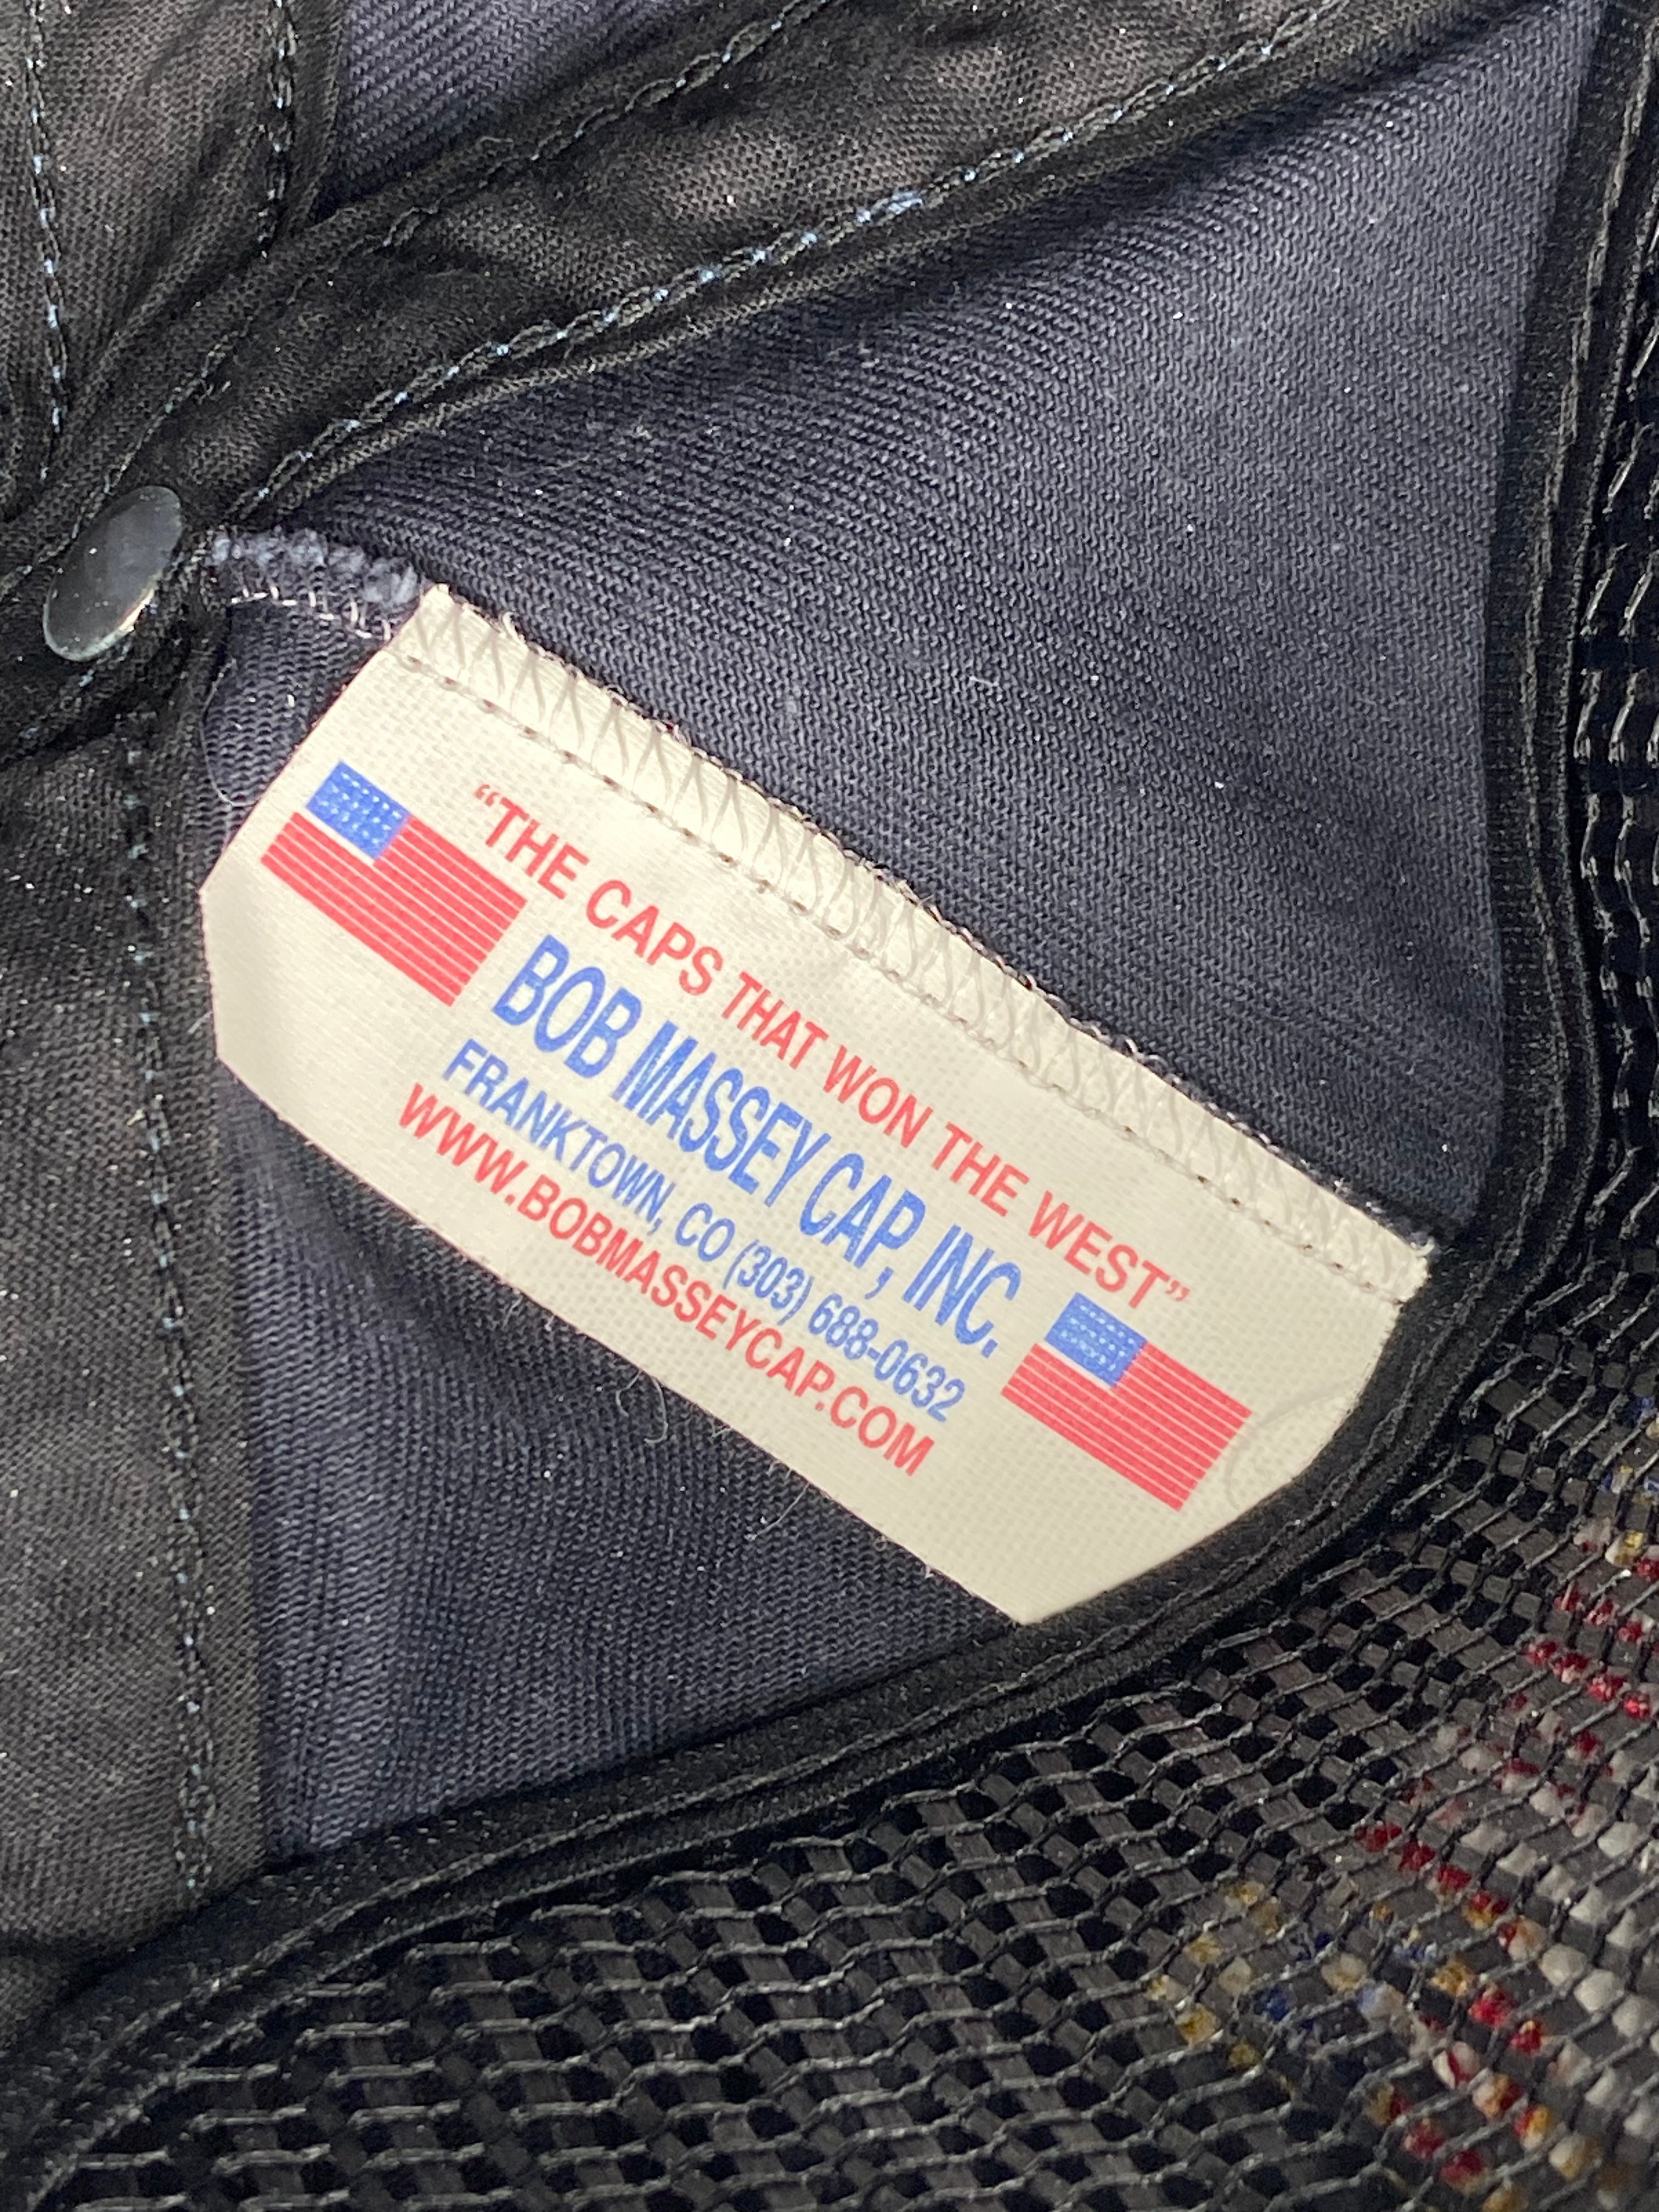 “THE CAPS THAT WON THE WEST”
BOB MASSEY CAP, INC.
FRANKTOWN, CO (303) 688-0632
WWW.BOBMASSEYCAP.COM